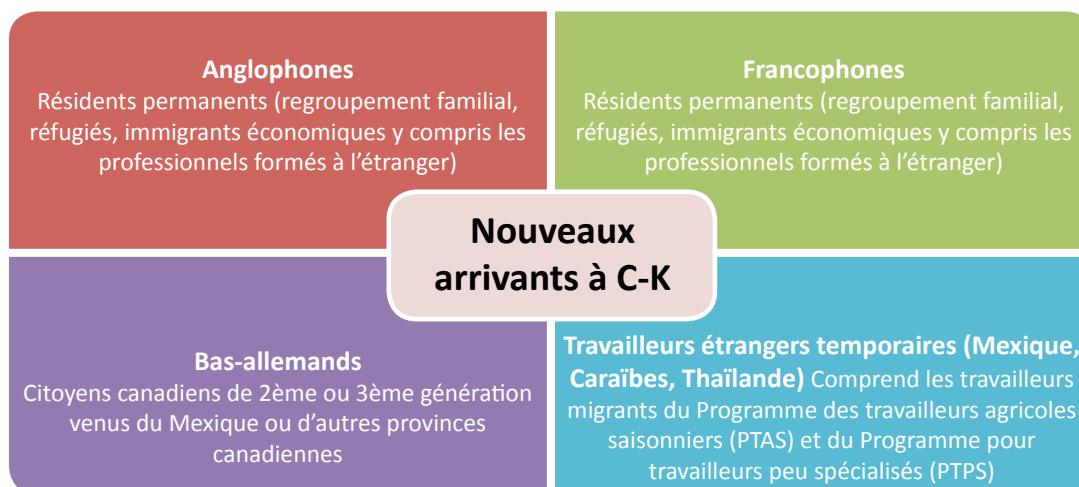 Anglophones
Résidents permanents (regroupement familial,
réfugiés, immigrants économiques y compris les
professionnels formés à l'étranger)
Francophones
Résidents permanents (regroupement familial,
réfugiés, immigrants économiques y compris les
professionnels formés à l'étranger)
Nouveaux
arrivants à C-K
Bas-allemands
Citoyens canadiens de 2ème ou 3ème génération
venus du Mexique ou d'autres provinces
canadiennes
Travailleurs étrangers temporaires (Mexique,
Caraïbes, Thaïlande) Comprend les travailleurs
migrants du Programme des travailleurs agricoles
saisonniers (PTAS) et du Programme pour
travailleurs peu spécialisés (PTPS)